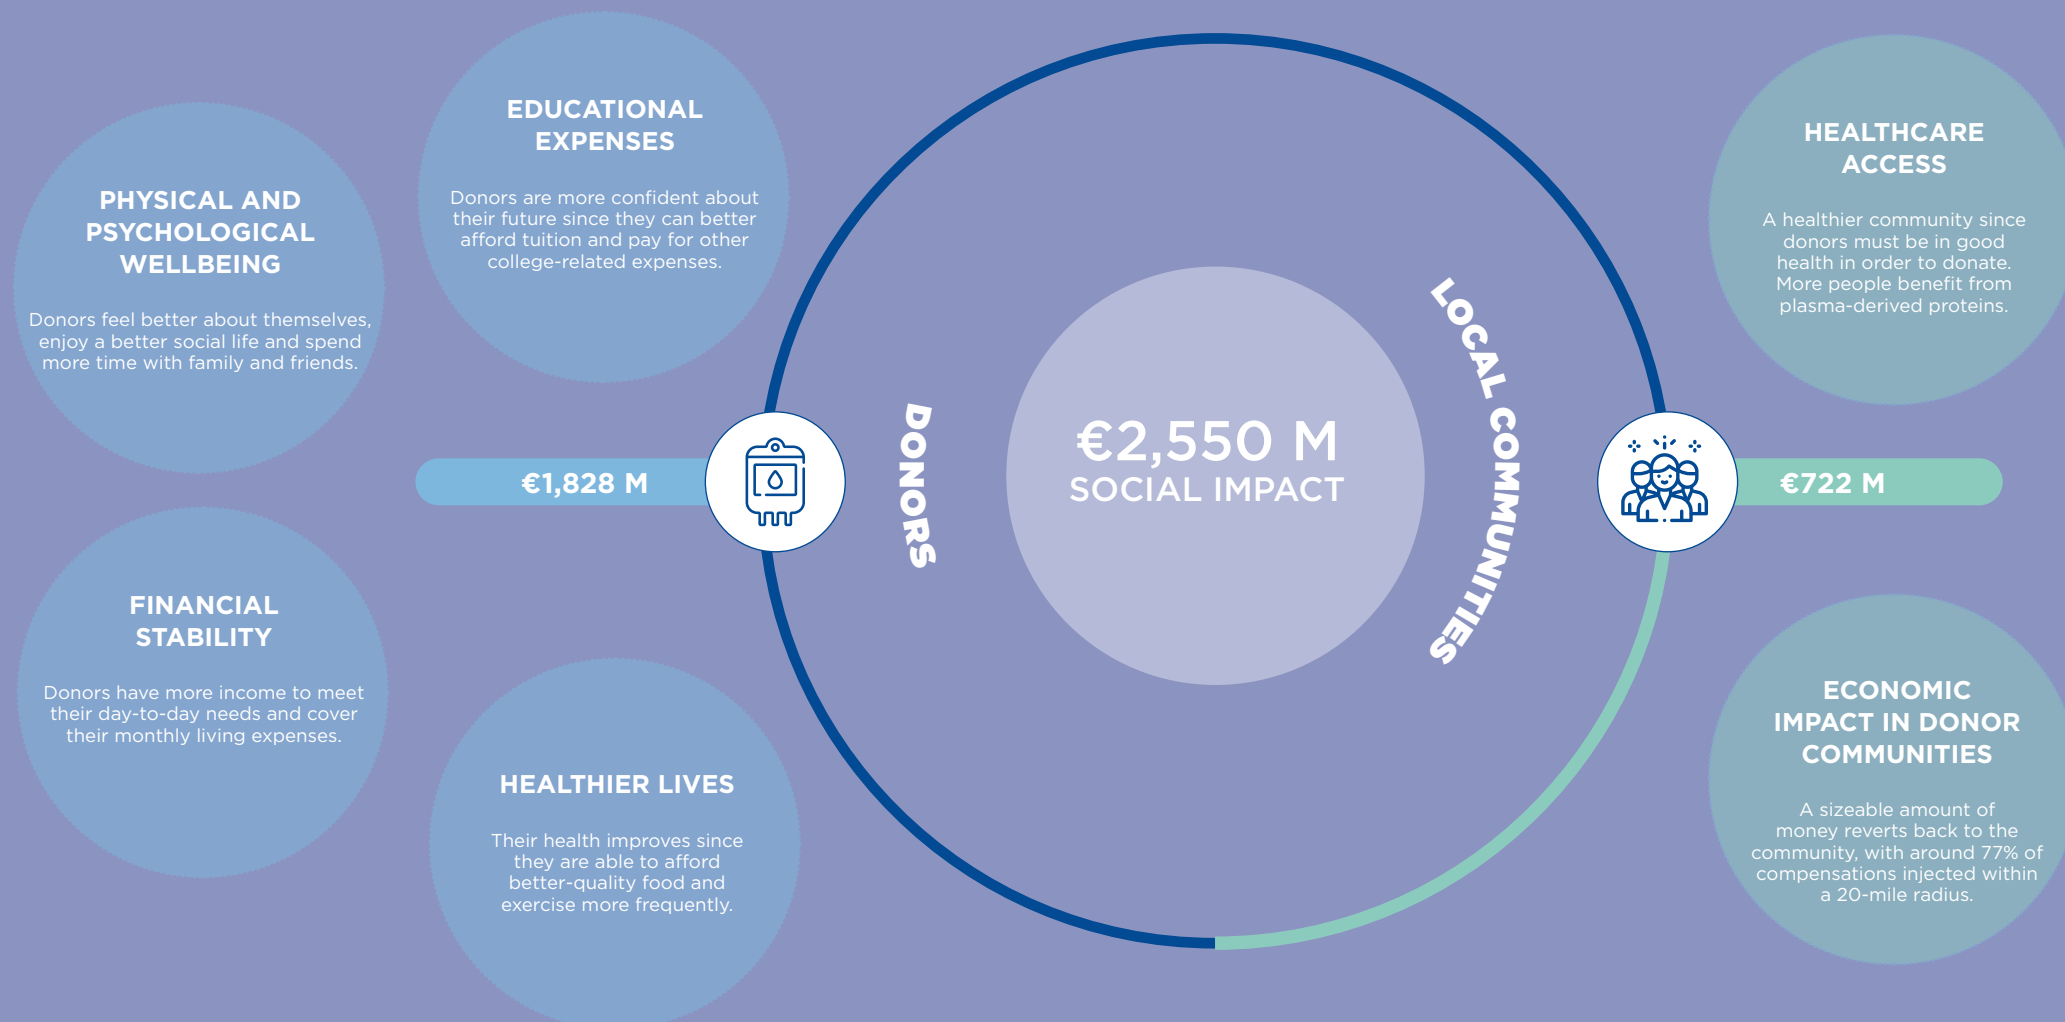 PHYSICAL AND
PSYCHOLOGICAL
WELLBEING
Donors feel better about themselves,
enjoy a better social life and spend
more time with family and friends.
EDUCATIONAL
EXPENSES
Donors are more confident about
their future since they can better
afford tuition and pay for other
college-related expenses.
€1,828 M
FINANCIAL
STABILITY
Donors have more income to meet
their day-to-day needs and cover
their monthly living expenses.
HEALTHIER LIVES
Their health improves since
they are able to afford
better-quality food and
exercise more frequently.
DONORS
€2,550 M
SOCIAL IMPACT
LOCAL COMMUNITIES
HEALTHCARE
ACCESS
A healthier community since
donors must be in good
health in order to donate.
More people benefit from
plasma-derived proteins.
€722 M
ECONOMIC
IMPACT IN DONOR
COMMUNITIES
A sizeable amount of
money reverts back to the
community, with around 77% of
compensations injected within
a 20-mile radius.